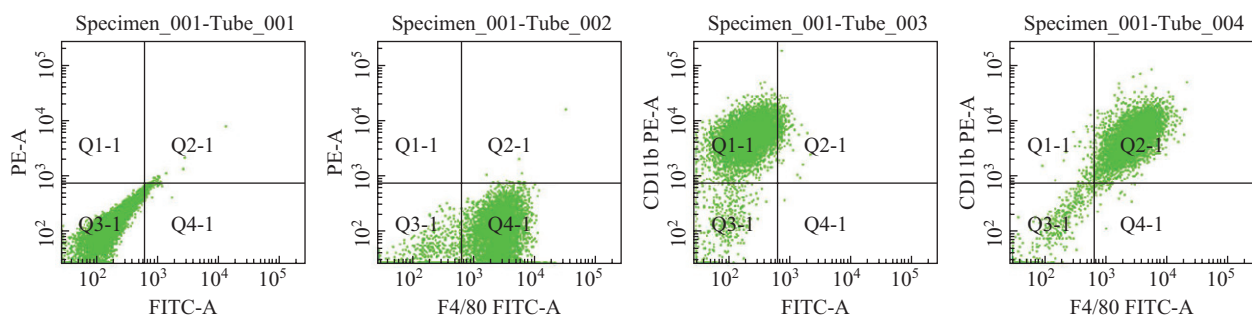 Specimen_001-Tube_001
PE-A
10⁵
10⁴
10³
10²
Q1-1 Q2-1
Q3-1 Q4-1
10² 10³ 10⁴ 10⁵
FITC-A
Specimen_001-Tube_002
PE-A
10⁵
10⁴
10³
10²
Q1-1 Q2-1
Q3-1 Q4-1
10² 10³ 10⁴ 10⁵
F4/80 FITC-A
Specimen_001-Tube_003
CD11b PE-A
10⁵
10⁴
10³
10²
Q1-1 Q2-1
Q3-1 Q4-1
10² 10³ 10⁴ 10⁵
FITC-A
Specimen_001-Tube_004
CD11b PE-A
10⁵
10⁴
10³
10²
Q1-1 Q2-1
Q3-1 Q4-1
10² 10³ 10⁴ 10⁵
F4/80 FITC-A